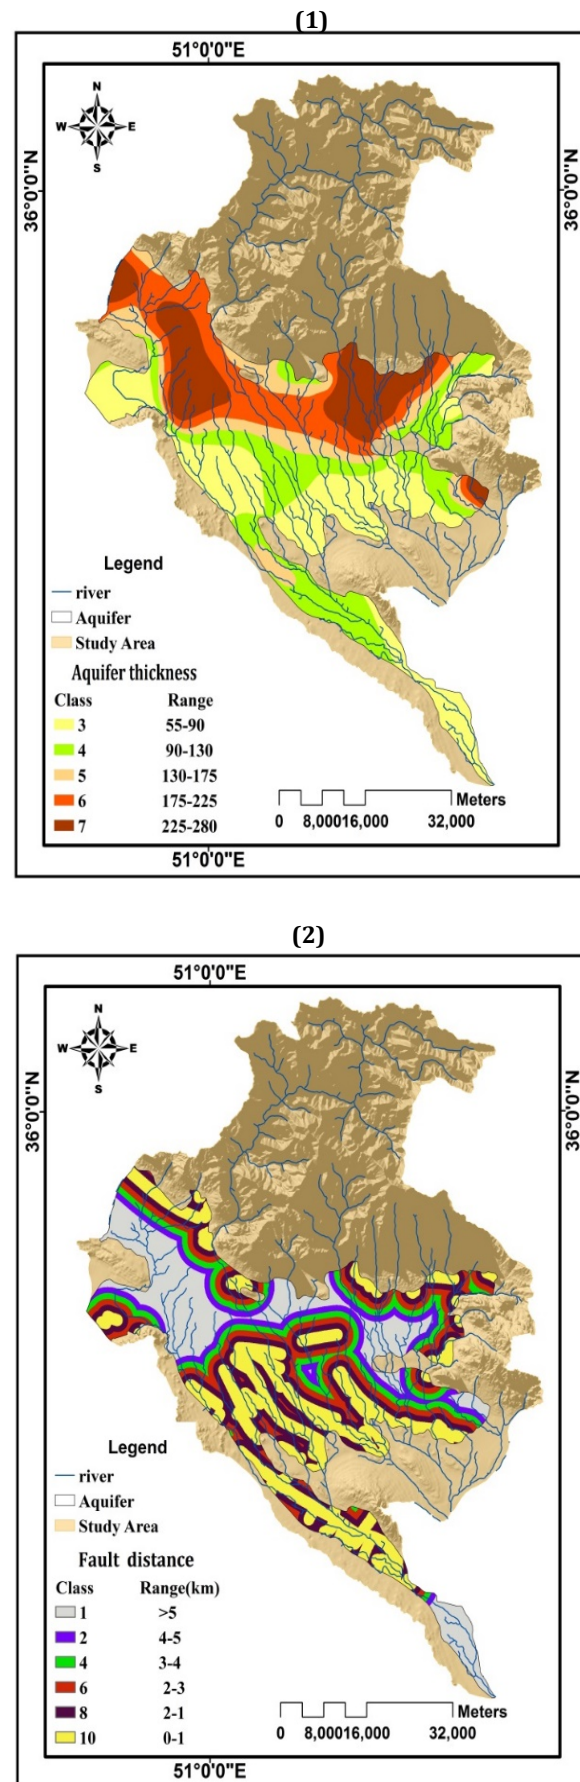 (1)
51°0'0"E
N
W E
S
36°0'0"N
36°0'0"N
Legend
river
Aquifer
Study Area
Aquifer thickness
Class Range
3 55-90
4 90-130
5 130-175
6 175-225
7 225-280
Meters
0 8,00016,000 32,000
51°0'0"E
(2)
51°0'0"E
N
W E
S
36°0'0"N
36°0'0"N
Legend
river
Aquifer
Study Area
Fault distance
Class Range(km)
1 >5
2 4-5
4 3-4
6 2-3
8 2-1
10 0-1
Meters
0 8,00016,000 32,000
51°0'0"E